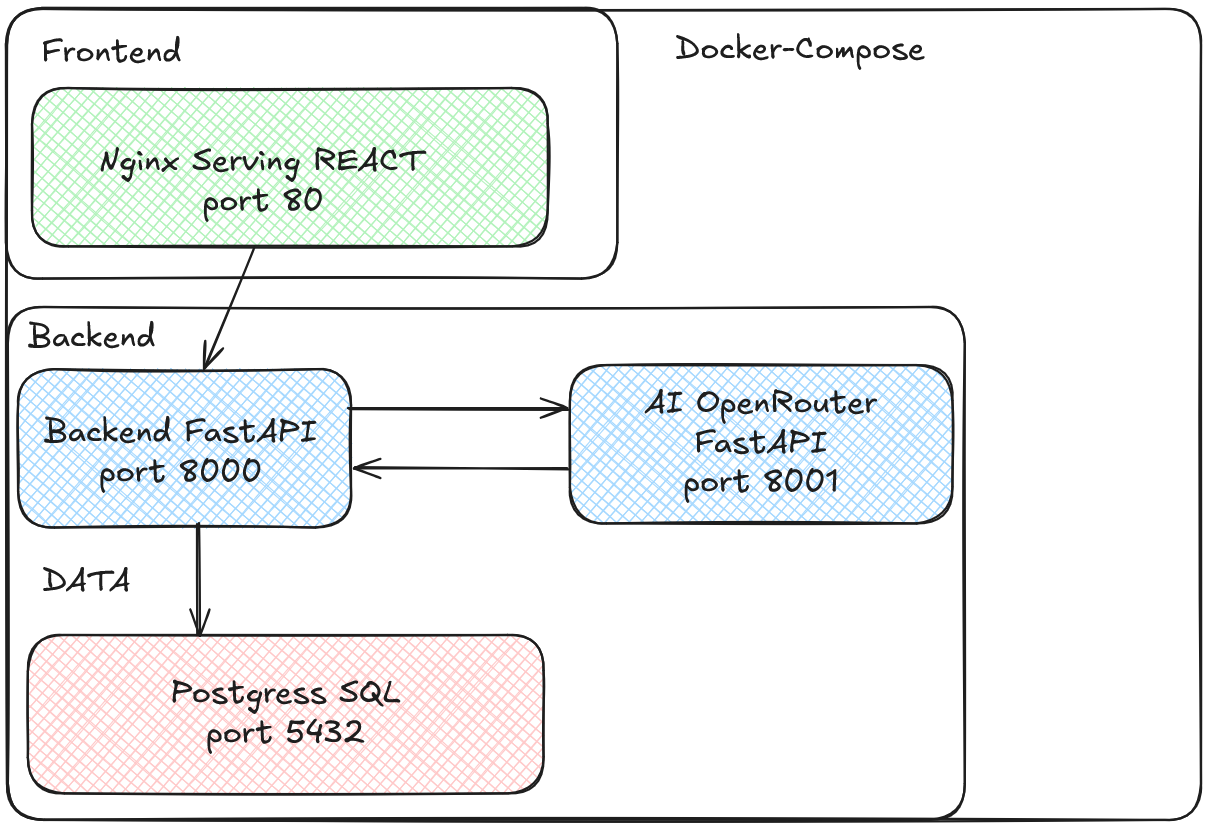 Frontend
Docker-Compose
Nginx Serving REACT
port 80
Backend
Backend FastAPI
port 8000
AI OpenRouter
FastAPI
port 8001
DATA
Postgress SQL
port 5432